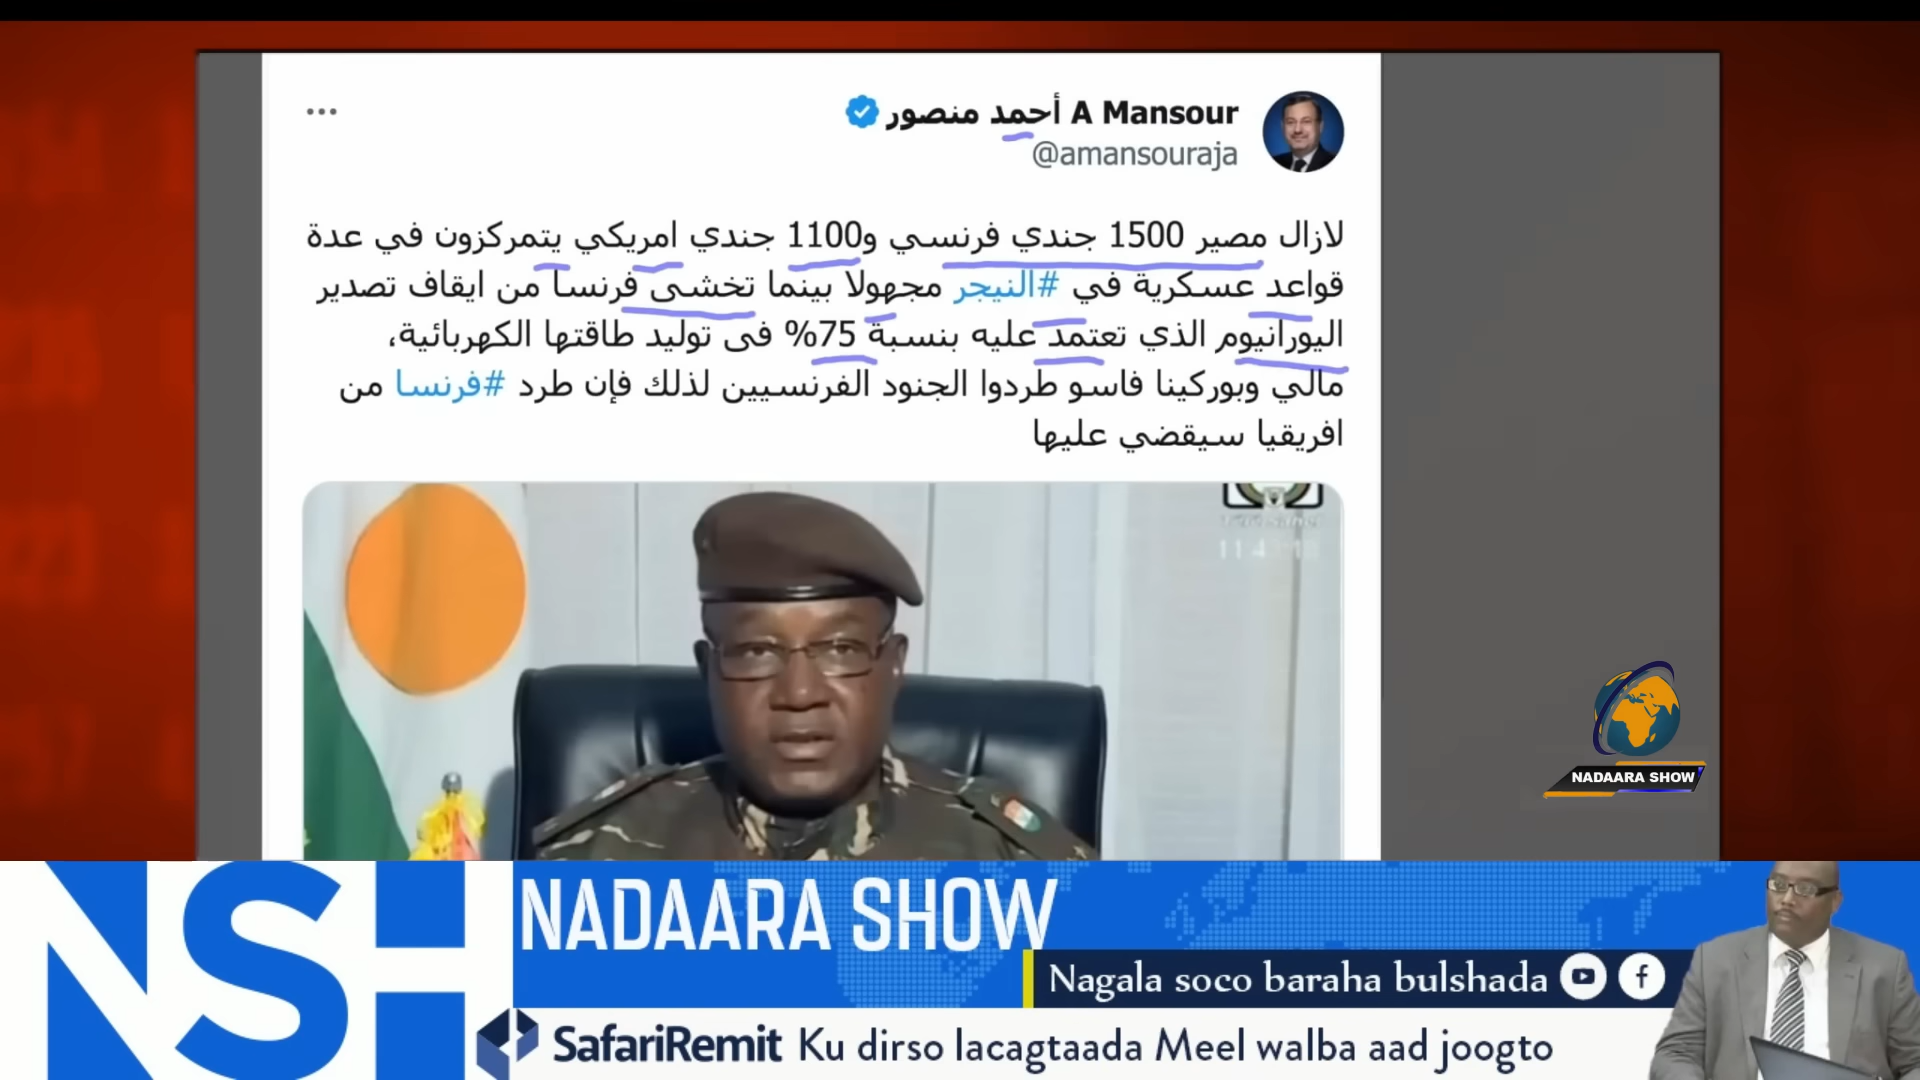 A Mansour أحمد منصور
@amansouraja
لازال مصير 1500 جندي فرنسي و1100 جندي امريكي يتمركزون في عدة
قواعد عسكرية في #النيجر مجهولا بينما تخشى فرنسا من ايقاف تصدير
اليورانيوم الذي تعتمد عليه بنسبة 75% فى توليد طاقتها الكهربائية،
مالي وبوركينا فاسو طردوا الجنود الفرنسيين لذلك فإن طرد #فرنسا من
افريقيا سيقضي عليها
NADAARA SHOW
NSH
NADAARA SHOW
Nagala soco baraha bulshada
SafariRemit Ku dirso lacagtaada Meel walba aad joogto